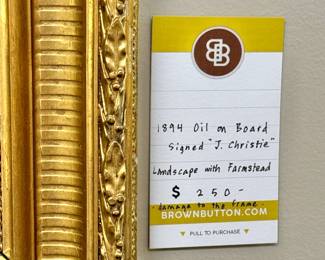 BB
1894 Oil on Board
Signed "J. Christie"
Landscape with Farmstead
$ 250-
- damage to the frame -
BROWNBUTTON.COM
PULL TO PURCHASE